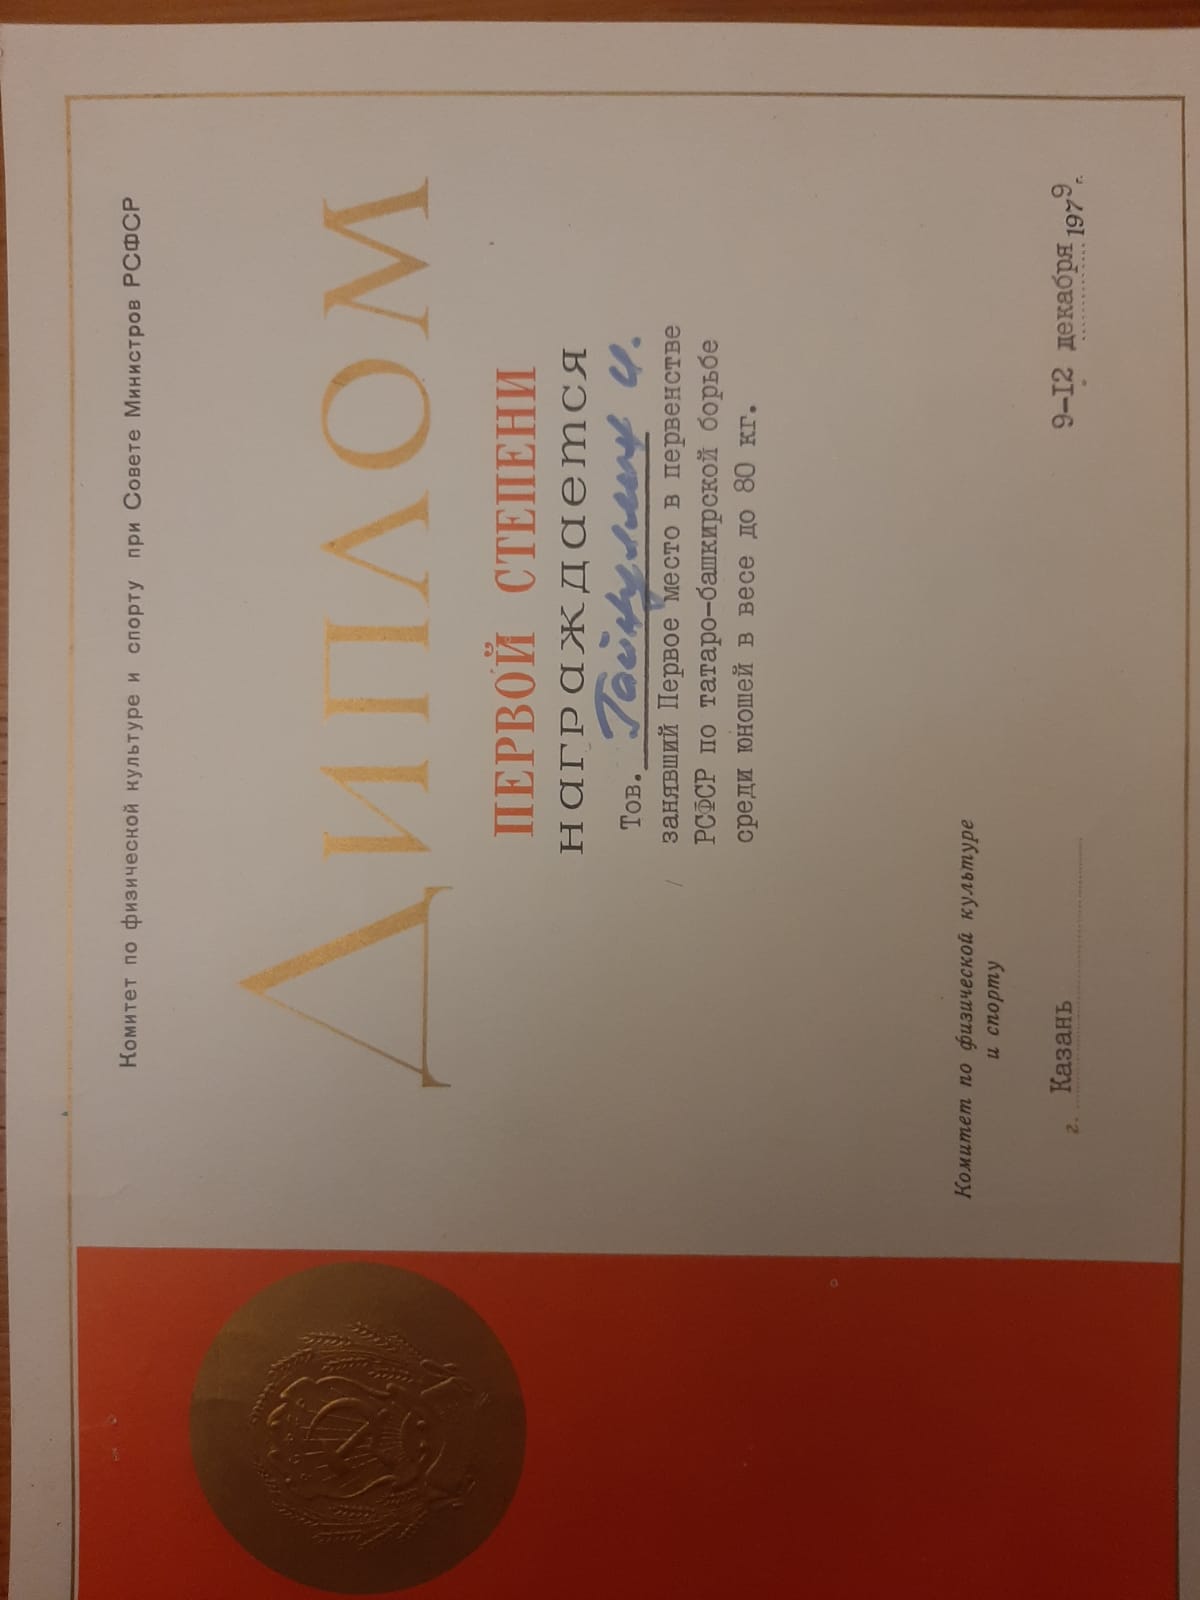 Комитет по физической культуре и спорту при Совете Министров РСФСР
ДИПЛОМ
ПЕРВОЙ СТЕПЕНИ
награждается
Тов. Гайнуллин И.
занявший Первое место в первенстве
РСФСР по татаро-башкирской борьбе
среди юношей в весе до 80 кг.
Комитет по физической культуре
и спорту
г. Казань
9-I2 декабря 1979 г.